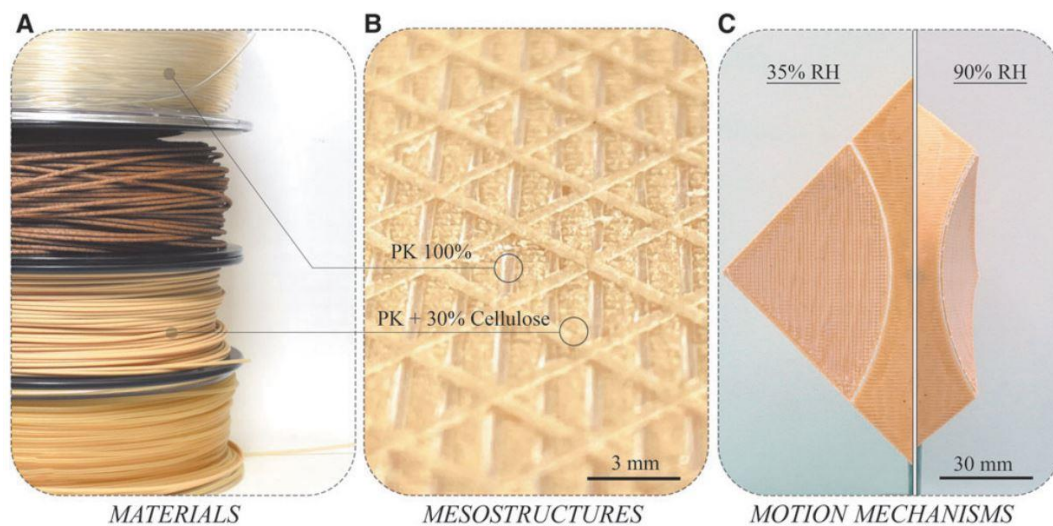 A
B
C
35% RH
90% RH
PK 100%
PK + 30% Cellulose
3 mm
30 mm
MATERIALS
MESOSTRUCTURES
MOTION MECHANISMS